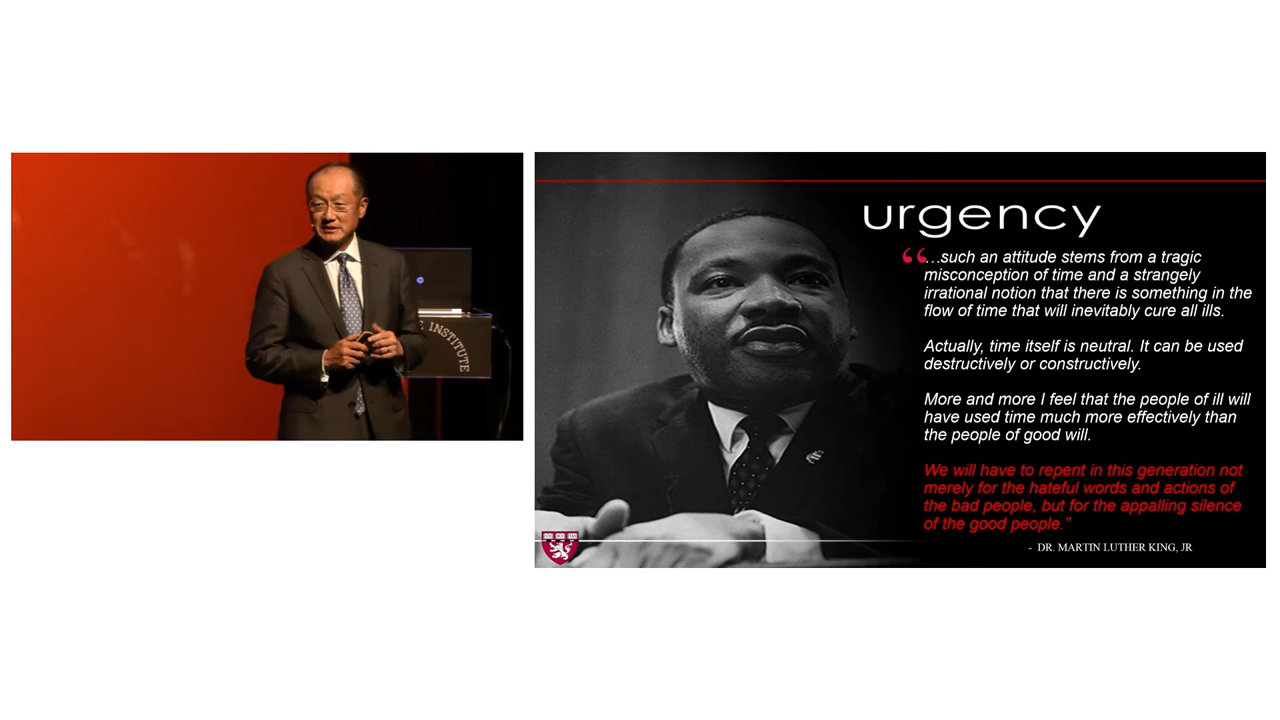 E INSTITUTE
urgency
“…such an attitude stems from a tragic
misconception of time and a strangely
irrational notion that there is something in the
flow of time that will inevitably cure all ills.
Actually, time itself is neutral. It can be used
destructively or constructively.
More and more I feel that the people of ill will
have used time much more effectively than
the people of good will.
We will have to repent in this generation not
merely for the hateful words and actions of
the bad people, but for the appalling silence
of the good people.”
- DR. MARTIN LUTHER KING, JR